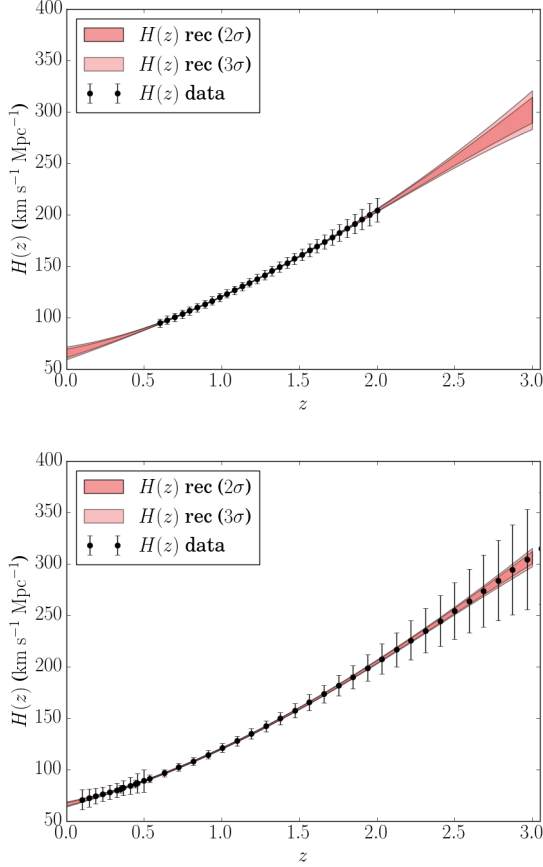 400
350
300
250
200
150
100
50
H(z) (km s⁻¹ Mpc⁻¹)
H(z) rec (2σ)
H(z) rec (3σ)
H(z) data
0.0 0.5 1.0 1.5 2.0 2.5 3.0
z
400
350
300
250
200
150
100
50
H(z) (km s⁻¹ Mpc⁻¹)
H(z) rec (2σ)
H(z) rec (3σ)
H(z) data
0.0 0.5 1.0 1.5 2.0 2.5 3.0
z